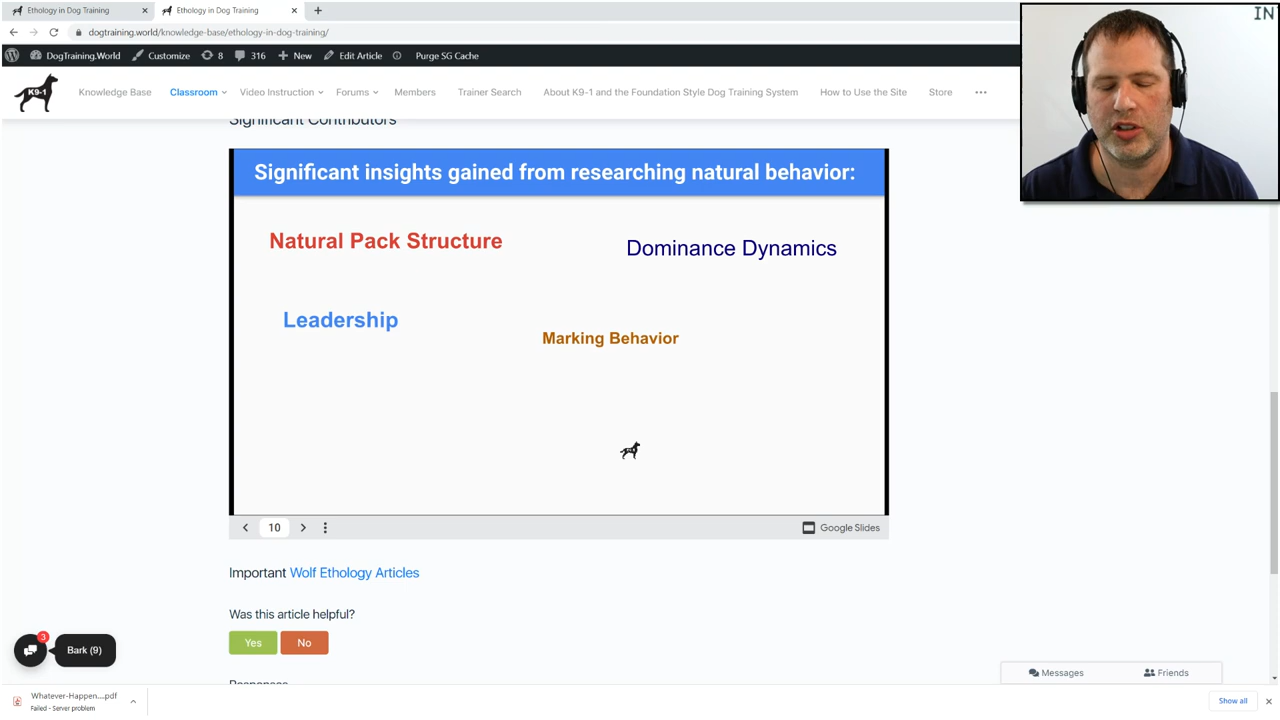 Ethology in Dog Training
Ethology in Dog Training
dogtraining.world/knowledge-base/ethology-in-dog-training/
DogTraining.World Customize 8 316 New Edit Article Purge SG Cache
IN
K9-1
Knowledge Base Classroom Video Instruction Forums Members Trainer Search About K9-1 and the Foundation Style Dog Training System How to Use the Site Store ...
Significant Contributors
Significant insights gained from researching natural behavior:
Natural Pack Structure
Dominance Dynamics
Leadership
Marking Behavior
10
Google Slides
Important Wolf Ethology Articles
Was this article helpful?
Yes No
3
Bark (9)
Messages Friends
Responses
Whatever-Happen....pdf
Failed - Server problem
Show all